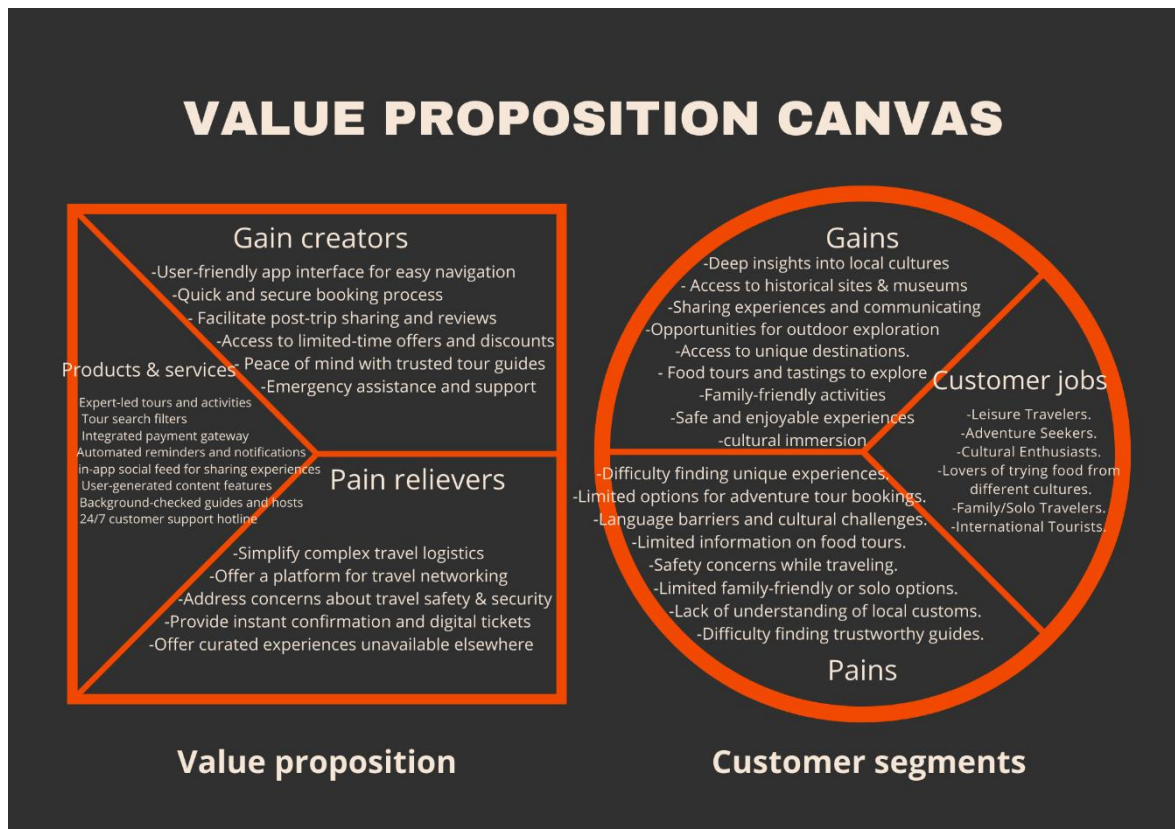 VALUE PROPOSITION CANVAS
Gain creators
-User-friendly app interface for easy navigation
-Quick and secure booking process
- Facilitate post-trip sharing and reviews
-Access to limited-time offers and discounts
- Peace of mind with trusted tour guides
-Emergency assistance and support
Products & services
Expert-led tours and activities
Tour search filters
Integrated payment gateway
Automated reminders and notifications
in-app social feed for sharing experiences
User-generated content features
Background-checked guides and hosts
24/7 customer support hotline
Pain relievers
-Simplify complex travel logistics
-Offer a platform for travel networking
-Address concerns about travel safety & security
-Provide instant confirmation and digital tickets
-Offer curated experiences unavailable elsewhere
Value proposition
Gains
-Deep insights into local cultures
- Access to historical sites & museums
-Sharing experiences and communicating
-Opportunities for outdoor exploration
-Access to unique destinations.
- Food tours and tastings to explore
-Family-friendly activities
-Safe and enjoyable experiences
-cultural immersion
Customer jobs
-Leisure Travelers.
-Adventure Seekers.
-Cultural Enthusiasts.
-Lovers of trying food from
different cultures.
-Family/Solo Travelers.
-International Tourists.
-Difficulty finding unique experiences.
-Limited options for adventure tour bookings.
-Language barriers and cultural challenges.
-Limited information on food tours.
-Safety concerns while traveling.
-Limited family-friendly or solo options.
-Lack of understanding of local customs.
-Difficulty finding trustworthy guides.
Pains
Customer segments